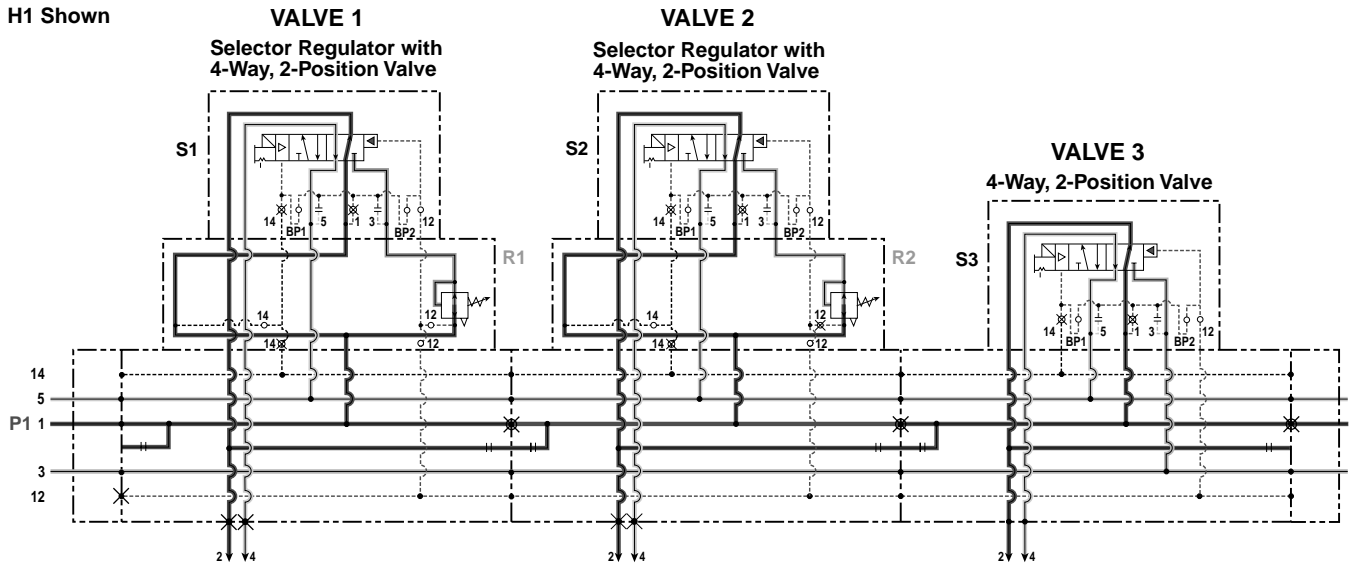 H1 Shown
VALVE 1
Selector Regulator with
4-Way, 2-Position Valve
VALVE 2
Selector Regulator with
4-Way, 2-Position Valve
VALVE 3
4-Way, 2-Position Valve
S1
14
BP1
5
1
3
BP2
12
S2
14
BP1
5
1
3
BP2
12
S3
14
BP1
5
1
3
BP2
12
R1
14
14
12
12
R2
14
14
12
12
14
5
P1 1
3
12
2
4
2
4
2
4